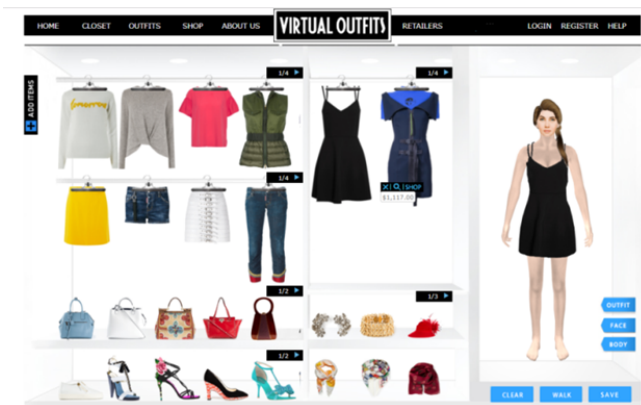 HOME CLOSET OUTFITS SHOP ABOUT US VIRTUAL OUTFITS RETAILERS LOGIN REGISTER HELP
1/4
1/4
ADD ITEMS
tomorrow
X SHOP
$1,117.00
1/4
1/2
1/3
OUTFIT
FACE
BODY
1/2
CLEAR WALK SAVE